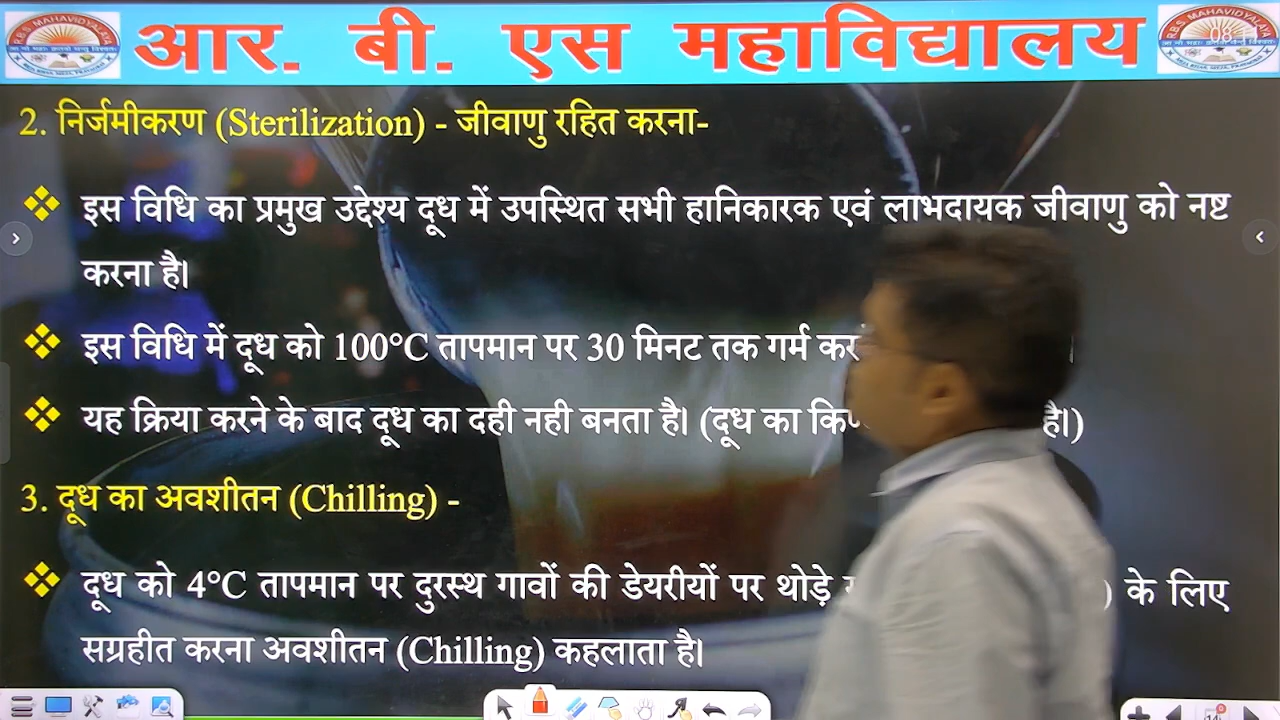 आर. बी. एस महाविद्यालय
R.B.S. MAHAVIDYALAYA
08
2. निर्जमीकरण (Sterilization) - जीवाणु रहित करना-
इस विधि का प्रमुख उद्देश्य दूध में उपस्थित सभी हानिकारक एवं लाभदायक जीवाणु को नष्ट
करना है।
इस विधि में दूध को 100°C तापमान पर 30 मिनट तक गर्म
यह क्रिया करने के बाद दूध का दही नही बनता है। (दूध का है।)
3. दूध का अवशीतन (Chilling) -
दूध को 4°C तापमान पर दुरस्थ गावों की डेयरीयों पर थोड़े ) के लिए
सग्रहीत करना अवशीतन (Chilling) कहलाता है।